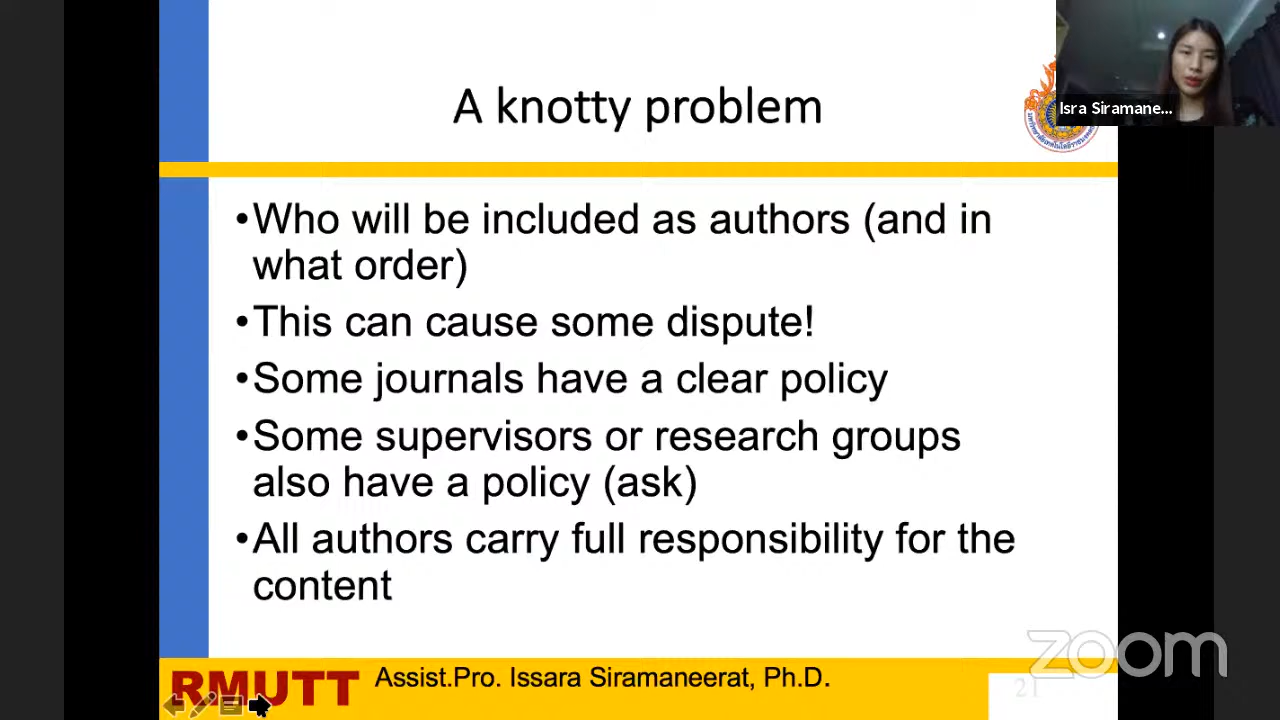 A knotty problem
Isra Siramane...
•Who will be included as authors (and in
what order)
•This can cause some dispute!
•Some journals have a clear policy
•Some supervisors or research groups
also have a policy (ask)
•All authors carry full responsibility for the
content
zoom
RMUTT
Assist.Pro. Issara Siramaneerat, Ph.D.
21